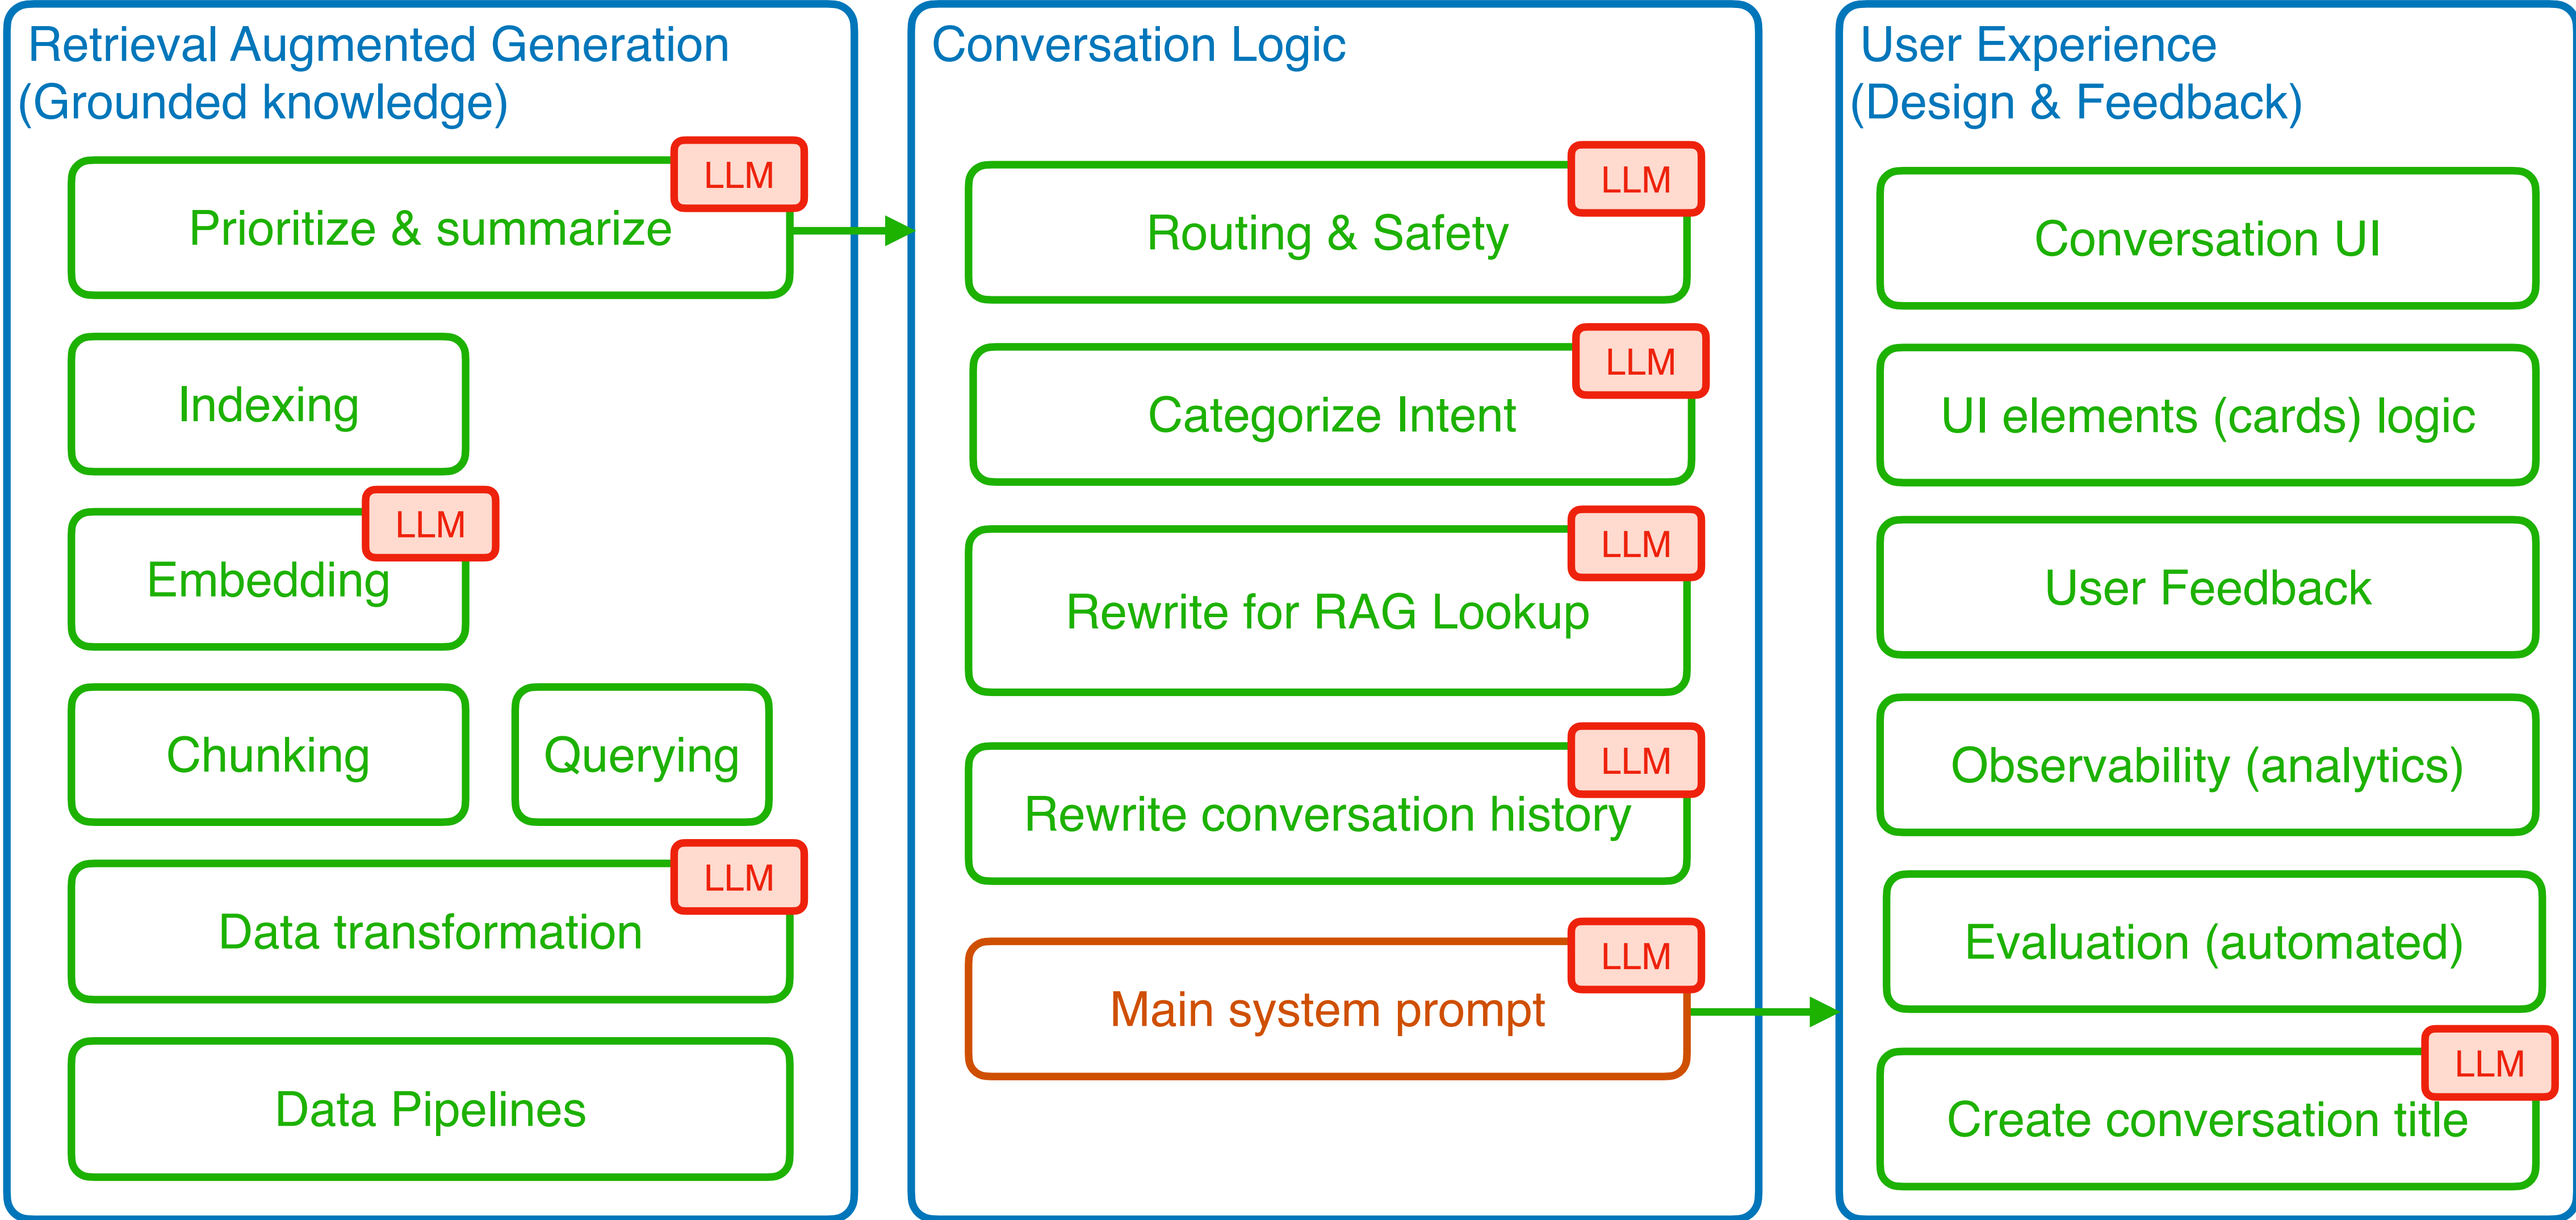 Retrieval Augmented Generation
(Grounded knowledge)
LLM
Prioritize & summarize
Indexing
LLM
Embedding
Chunking
Querying
LLM
Data transformation
Data Pipelines
Conversation Logic
LLM
Routing & Safety
LLM
Categorize Intent
LLM
Rewrite for RAG Lookup
LLM
Rewrite conversation history
LLM
Main system prompt
User Experience
(Design & Feedback)
Conversation UI
UI elements (cards) logic
User Feedback
Observability (analytics)
Evaluation (automated)
LLM
Create conversation title